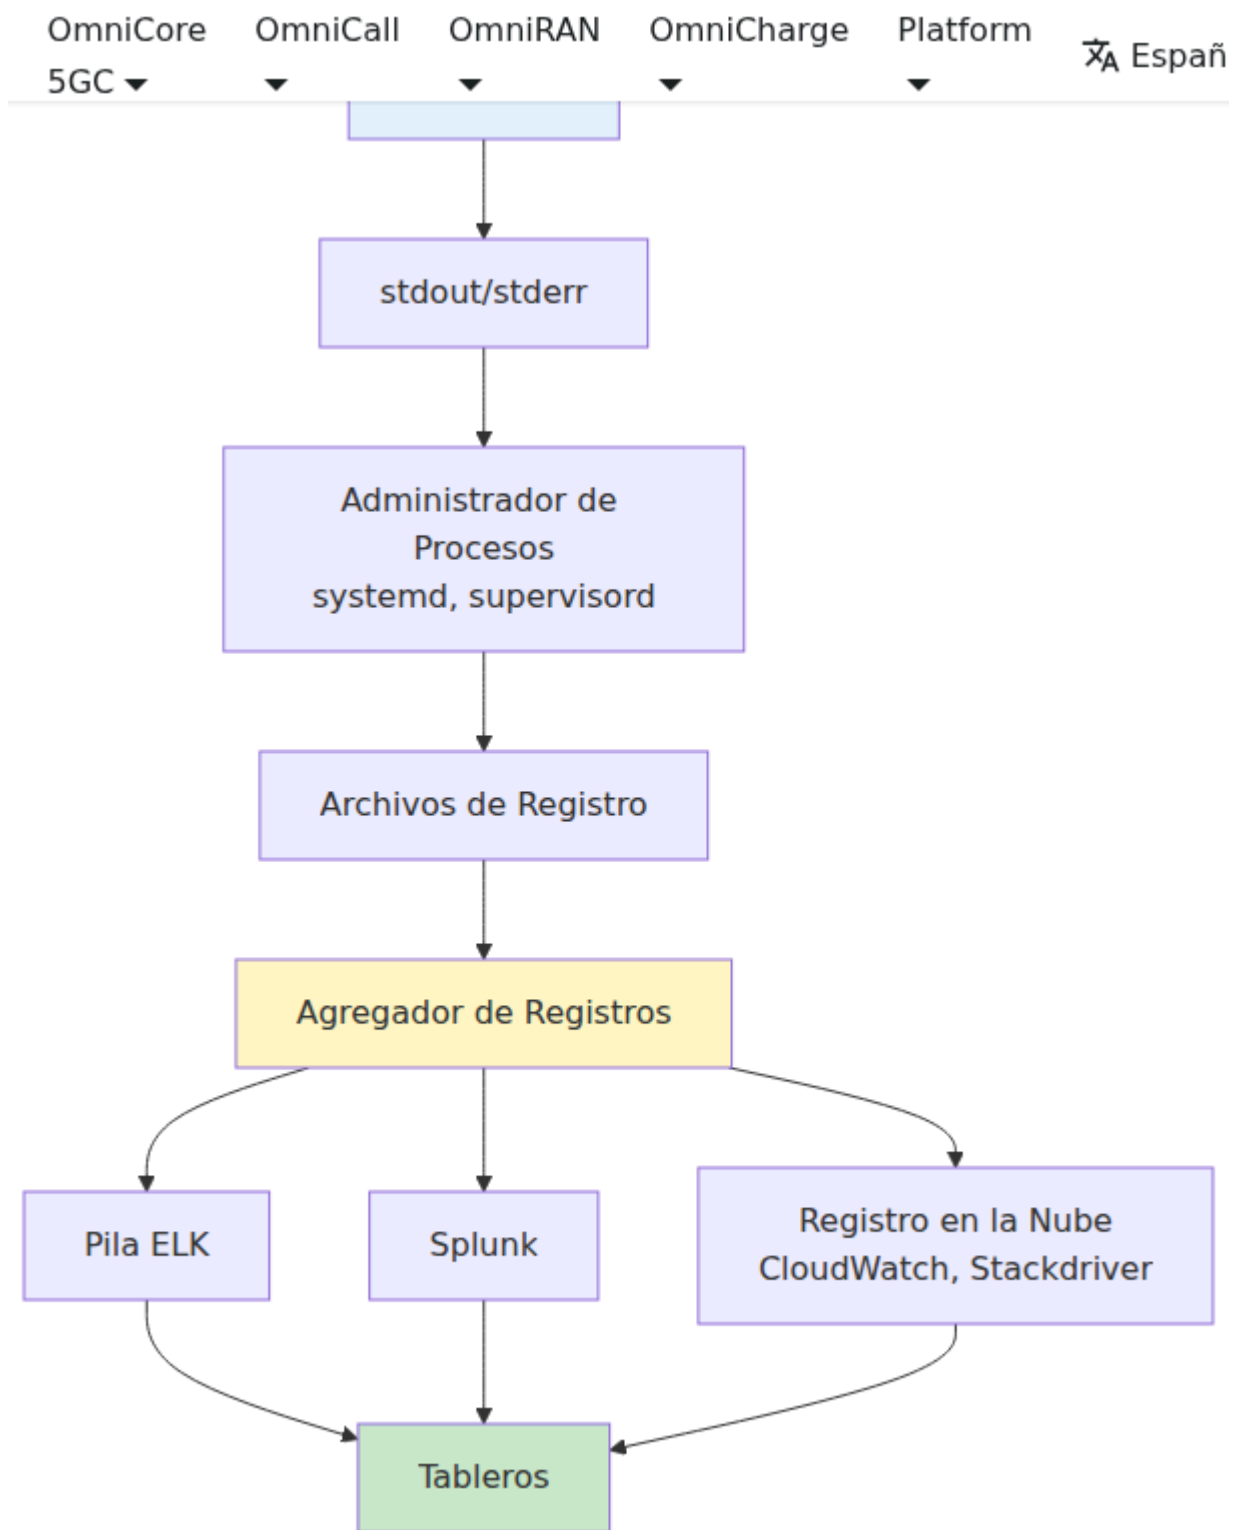 OmniCore OmniCall OmniRAN OmniCharge Platform
5GC
Españ
stdout/stderr
Administrador de
Procesos
systemd, supervisord
Archivos de Registro
Agregador de Registros
Pila ELK
Splunk
Registro en la Nube
CloudWatch, Stackdriver
Tableros